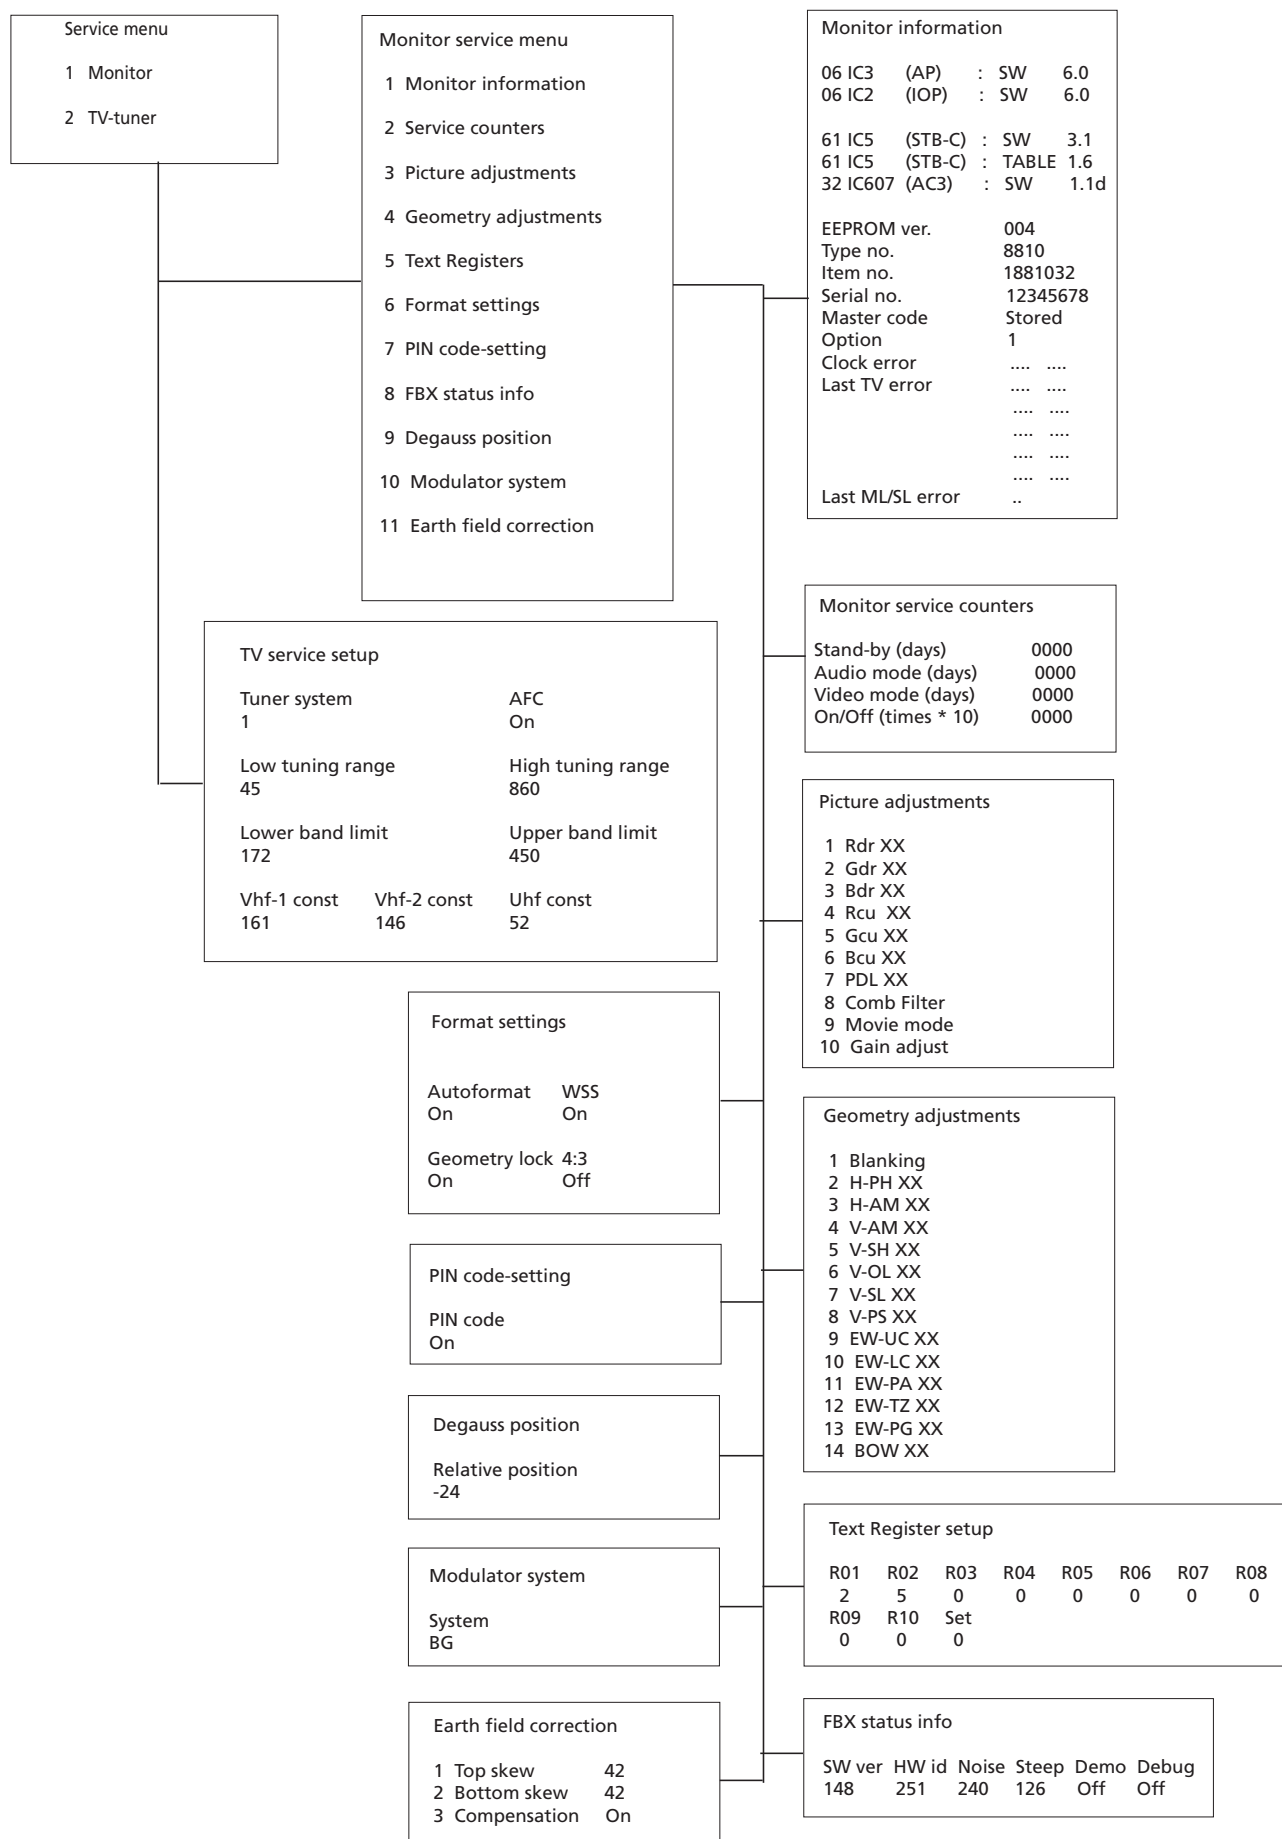 Service menu
1 Monitor
2 TV-tuner
Monitor service menu
1 Monitor information
2 Service counters
3 Picture adjustments
4 Geometry adjustments
5 Text Registers
6 Format settings
7 PIN code-setting
8 FBX status info
9 Degauss position
10 Modulator system
11 Earth field correction
Monitor information
06 IC3 (AP) : SW 6.0
06 IC2 (IOP) : SW 6.0
61 IC5 (STB-C) : SW 3.1
61 IC5 (STB-C) : TABLE 1.6
32 IC607 (AC3) : SW 1.1d
EEPROM ver. 004
Type no. 8810
Item no. 1881032
Serial no. 12345678
Master code Stored
Option 1
Clock error .... ....
Last TV error .... ....
.... ....
.... ....
.... ....
.... ....
Last ML/SL error ..
Monitor service counters
Stand-by (days) 0000
Audio mode (days) 0000
Video mode (days) 0000
On/Off (times * 10) 0000
TV service setup
Tuner system AFC
1 On
Low tuning range High tuning range
45 860
Lower band limit Upper band limit
172 450
Vhf-1 const Vhf-2 const Uhf const
161 146 52
Picture adjustments
1 Rdr XX
2 Gdr XX
3 Bdr XX
4 Rcu XX
5 Gcu XX
6 Bcu XX
7 PDL XX
8 Comb Filter
9 Movie mode
10 Gain adjust
Format settings
Autoformat WSS
On On
Geometry lock 4:3
On Off
Geometry adjustments
1 Blanking
2 H-PH XX
3 H-AM XX
4 V-AM XX
5 V-SH XX
6 V-OL XX
7 V-SL XX
8 V-PS XX
9 EW-UC XX
10 EW-LC XX
11 EW-PA XX
12 EW-TZ XX
13 EW-PG XX
14 BOW XX
PIN code-setting
PIN code
On
Degauss position
Relative position
-24
Text Register setup
R01 R02 R03 R04 R05 R06 R07 R08
2 5 0 0 0 0 0 0
R09 R10 Set
0 0 0
Modulator system
System
BG
Earth field correction
1 Top skew 42
2 Bottom skew 42
3 Compensation On
FBX status info
SW ver HW id Noise Steep Demo Debug
148 251 240 126 Off Off